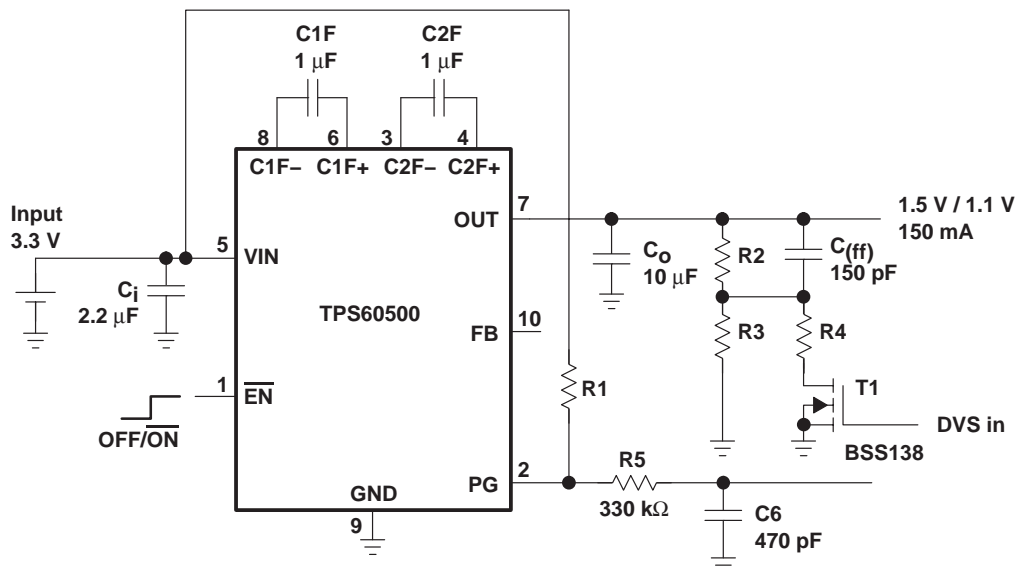 C1F C2F
1 μF 1 μF
8 6 3 4
C1F– C1F+ C2F– C2F+
Input
3.3 V
5
VIN
7
OUT
1.5 V / 1.1 V
150 mA
Ci
2.2 μF
TPS60500
Co
10 μF
R2
C(ff)
150 pF
10
FB
R3
R4
R1
1
EN
OFF/ON
T1
DVS in
BSS138
2
PG
R5
330 kΩ
GND
9
C6
470 pF